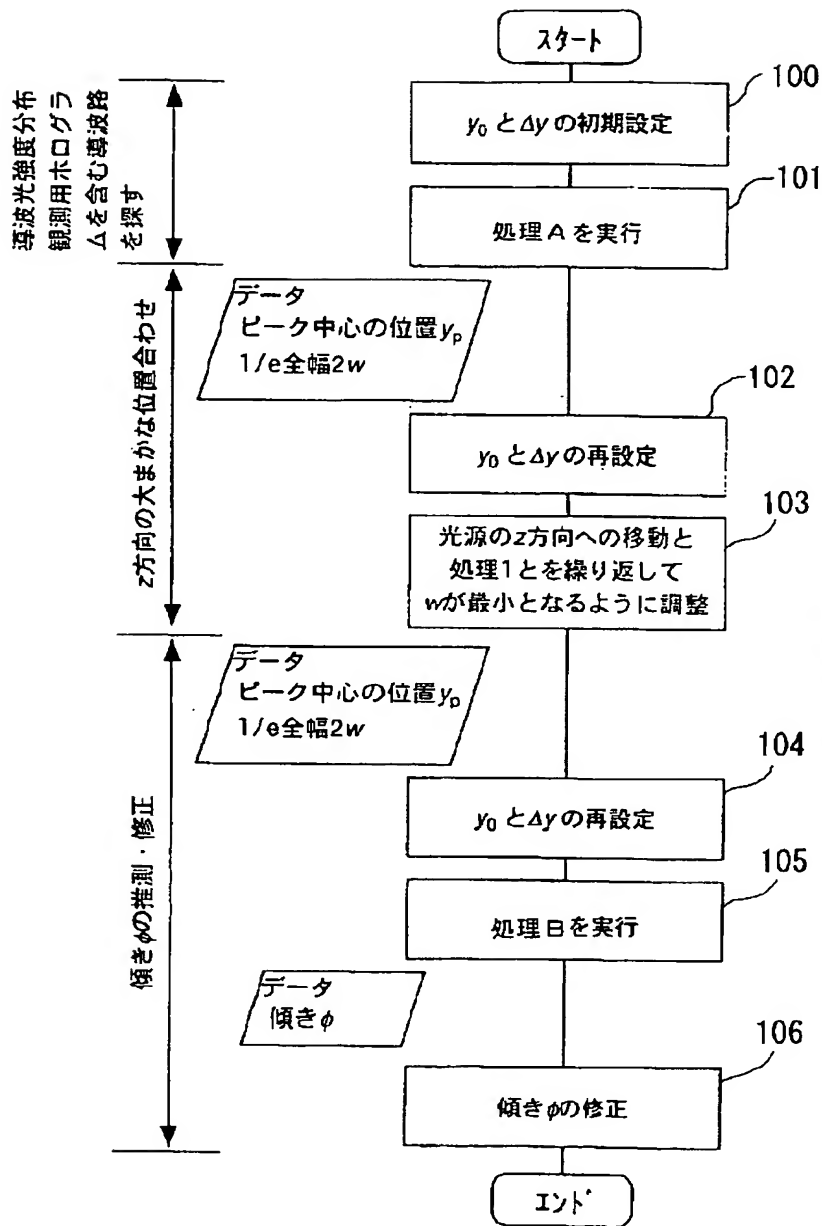 スタート
100
y₀とΔyの初期設定
101
処理Aを実行
導波光強度分布
観測用ホログラ
ムを含む導波路
を探す
データ
ピーク中心の位置yₚ
1/e全幅2w
102
y₀とΔyの再設定
103
光源のz方向への移動と
処理1とを繰り返して
wが最小となるように調整
z方向の大まかな位置合わせ
データ
ピーク中心の位置yₚ
1/e全幅2w
104
y₀とΔyの再設定
105
処理Bを実行
データ
傾きϕ
106
傾きϕの修正
傾きϕの推測・修正
エンド